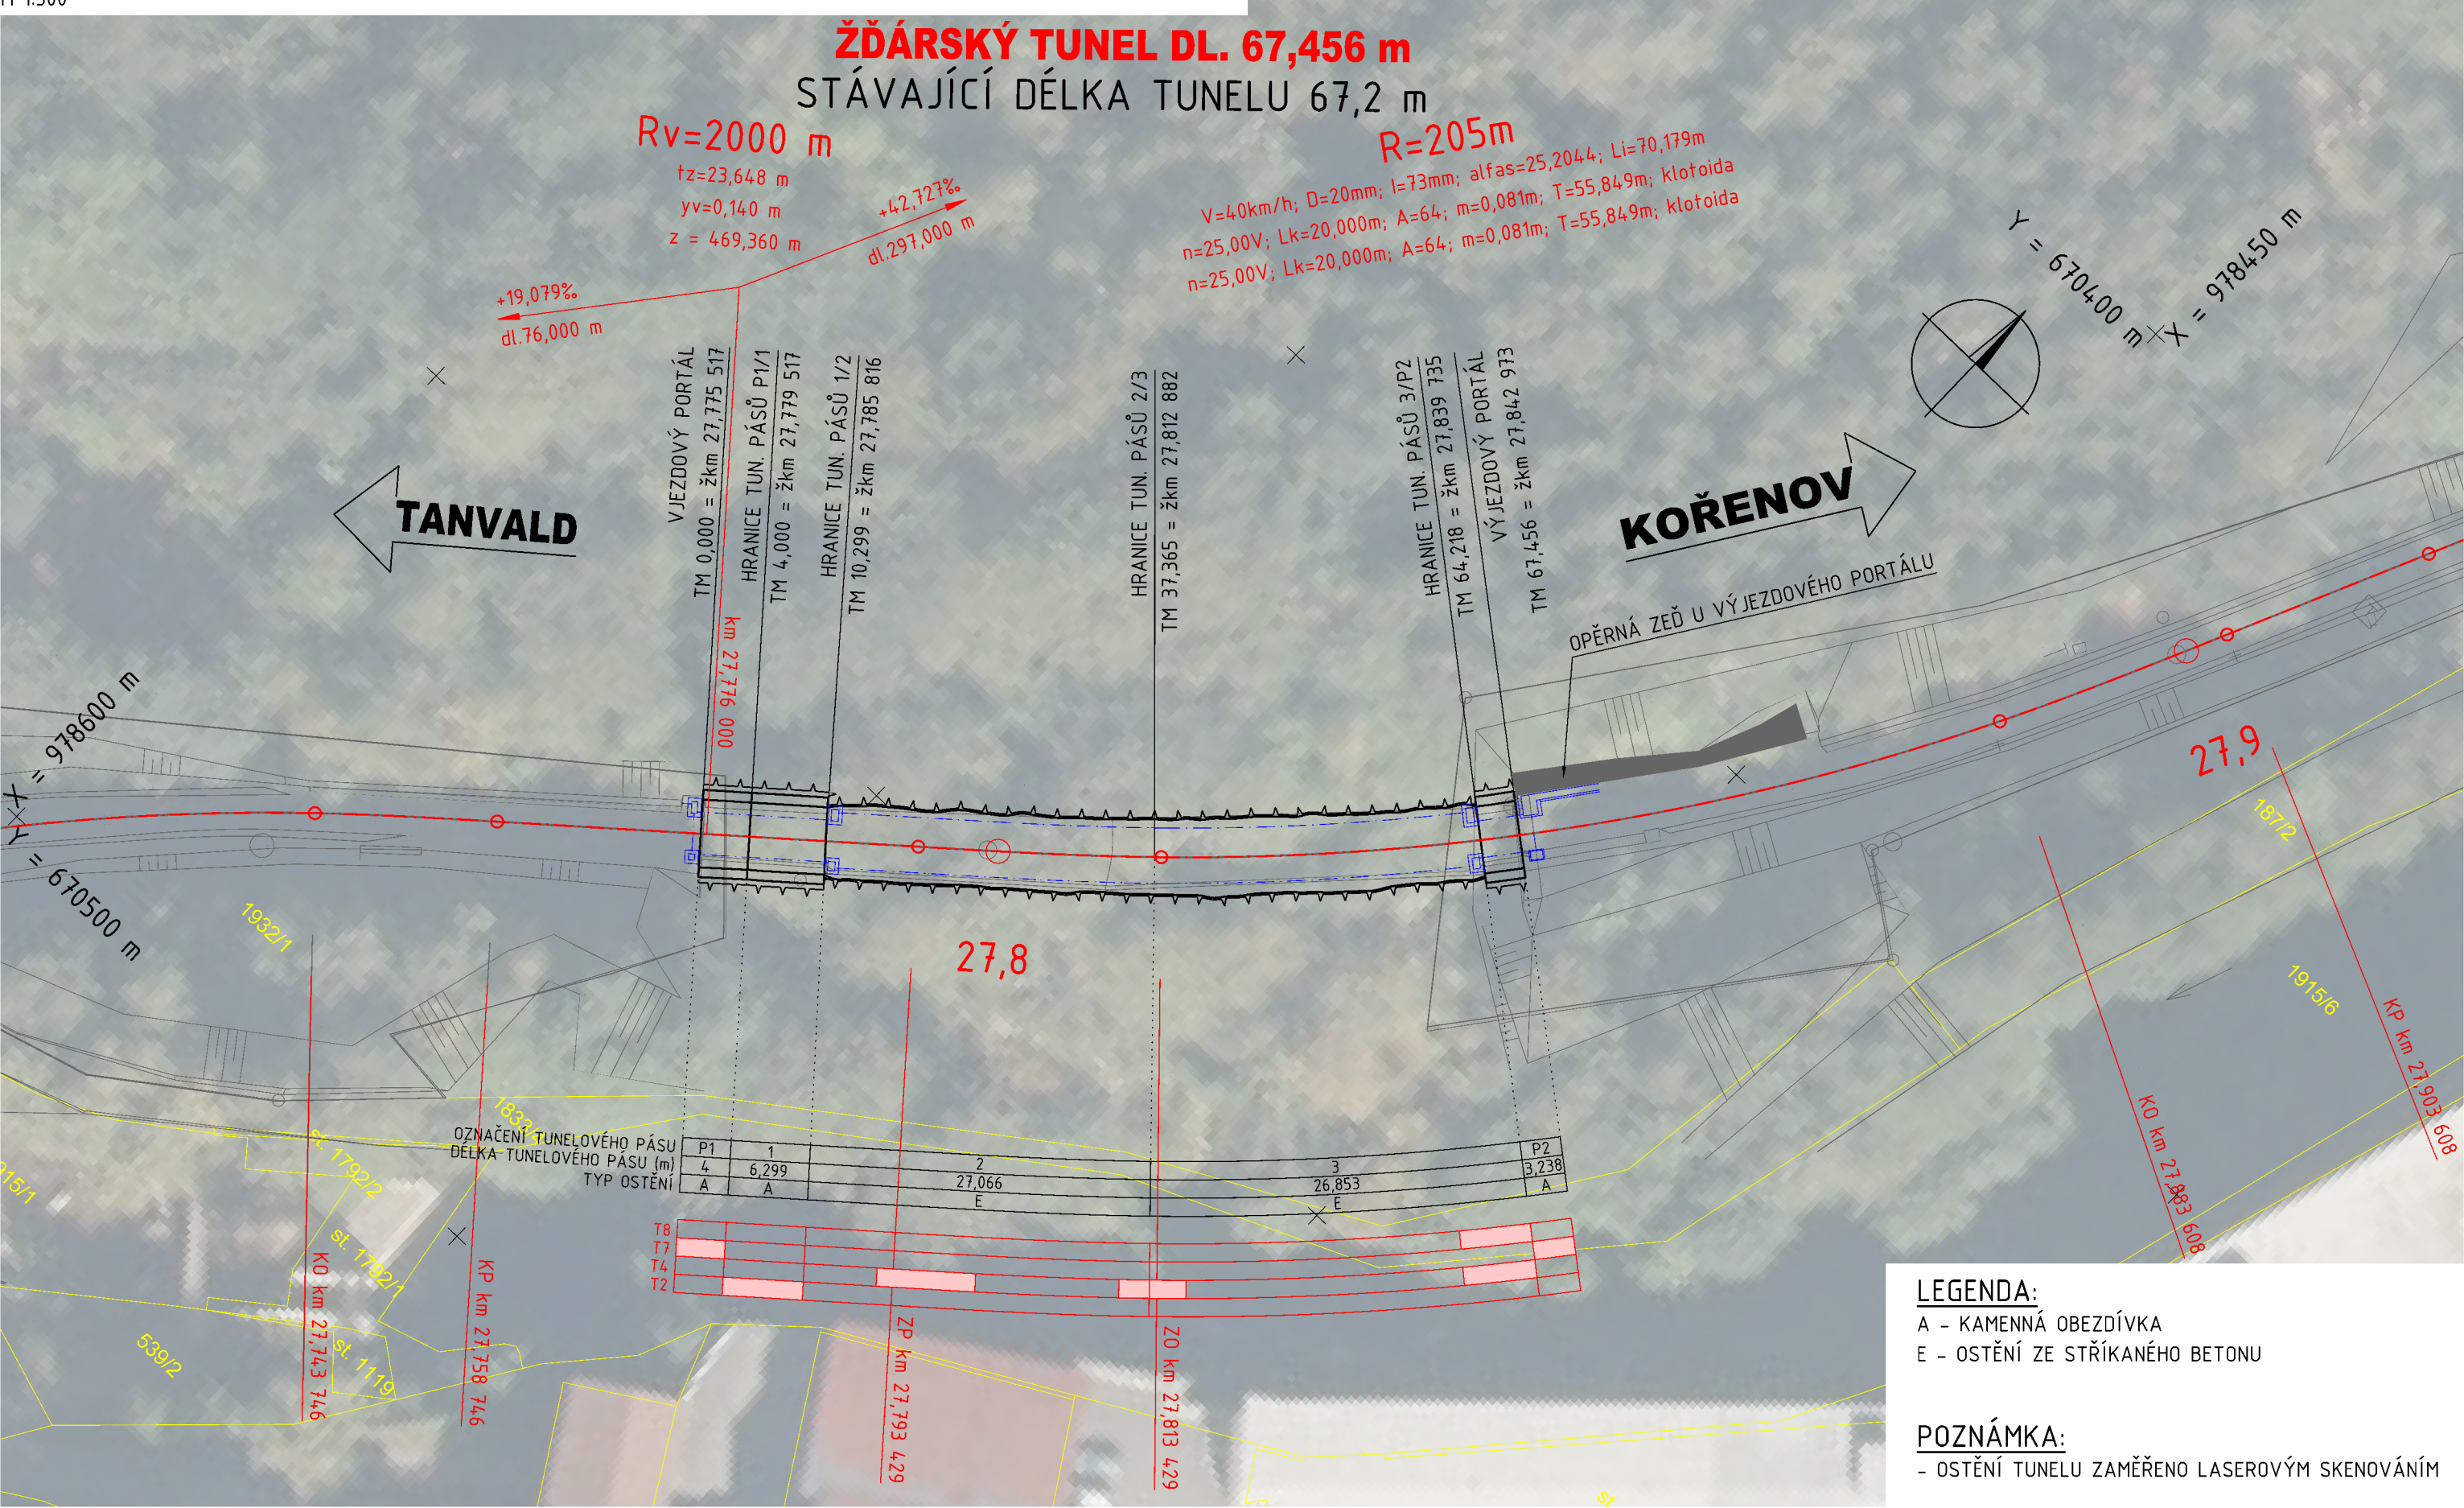 ŽĎÁRSKÝ TUNEL DL. 67,456 m
STÁVAJÍCÍ DÉLKA TUNELU 67,2 m
Rv=2000 m
tz=23,648 m
yv=0,140 m
z = 469,360 m
+42,727‰
dl.297,000 m
+19,079‰
dl.76,000 m
R=205m
V=40km/h; D=20mm; I=73mm; alfas=25,2044; Li=70,179m
n=25,00V; Lk=20,000m; A=64; m=0,081m; T=55,849m; klotoida
n=25,00V; Lk=20,000m; A=64; m=0,081m; T=55,849m; klotoida
Y = 670400 m
X = 978450 m
VJEZDOVÝ PORTÁL
TM 0,000 = žkm 27,775 517
km 27,776 000
HRANICE TUN. PÁSŮ P1/1
TM 4,000 = žkm 27,779 517
HRANICE TUN. PÁSŮ 1/2
TM 10,299 = žkm 27,785 816
HRANICE TUN. PÁSŮ 2/3
TM 37,365 = žkm 27,812 882
HRANICE TUN. PÁSŮ 3/P2
TM 64,218 = žkm 27,839 735
VÝJEZDOVÝ PORTÁL
TM 67,456 = žkm 27,842 973
TANVALD
KOŘENOV
OPĚRNÁ ZEĎ U VÝJEZDOVÉHO PORTÁLU
X = 978600 m
Y = 670500 m
27,8
27,9
187/2
1915/6
1932/1
KP km 27,903 608
KO km 27,883 608
OZNAČENÍ TUNELOVÉHO PÁSU P1 1 2 3 P2
DÉLKA TUNELOVÉHO PÁSU (m) 4 6,299 27,066 26,853 3,238
TYP OSTĚNÍ A A E E A
T8
T7
T4
T2
st. 1792/2
st. 1792/1
st. 1119
539/2
KO km 27,743 746
KP km 27,758 746
ZP km 27,793 429
ZO km 27,813 429
st
LEGENDA:
A - KAMENNÁ OBEZDÍVKA
E - OSTĚNÍ ZE STŘÍKANÉHO BETONU
POZNÁMKA:
- OSTĚNÍ TUNELU ZAMĚŘENO LASEROVÝM SKENOVÁNÍM